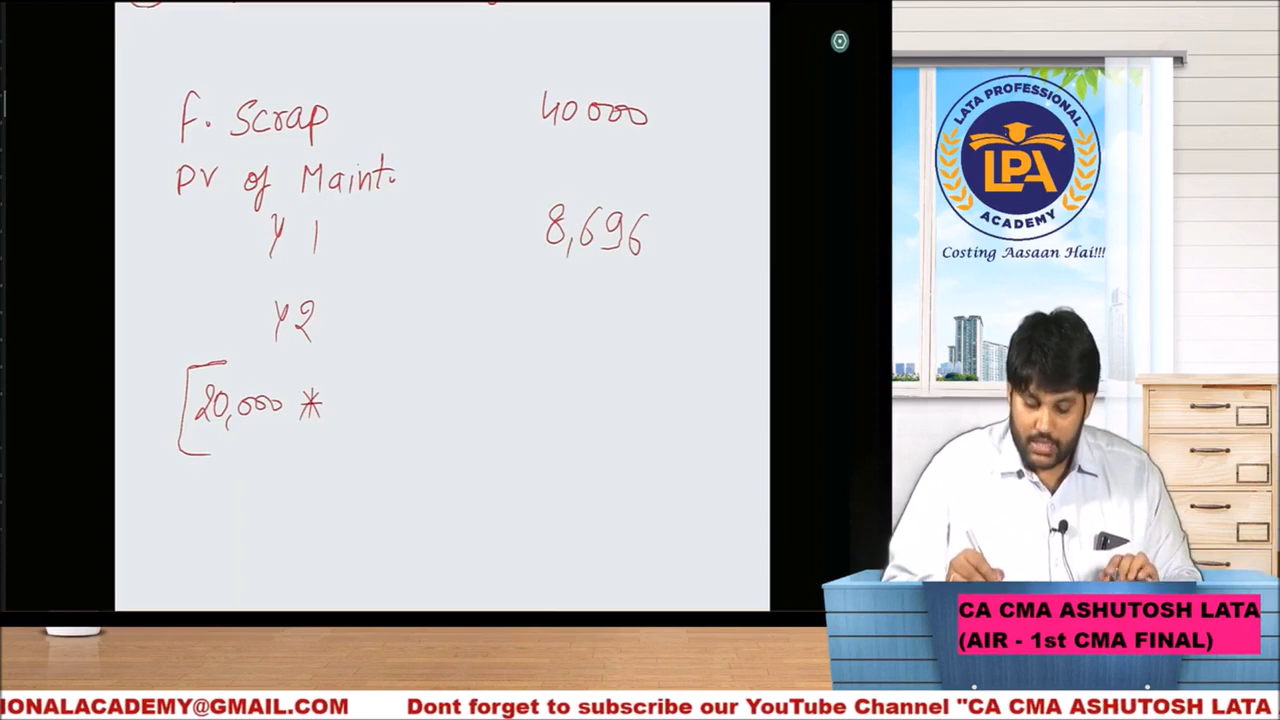 F. Scrap 40000
PV of Maint.
Y 1 8,696
Y2
[20,000 *
LATA PROFESSIONAL
LPA
ACADEMY
Costing Aasaan Hai!!!
CA CMA ASHUTOSH LATA
(AIR - 1st CMA FINAL)
IONALACADEMY@GMAIL.COM Dont forget to subscribe our YouTube Channel "CA CMA ASHUTOSH LATA